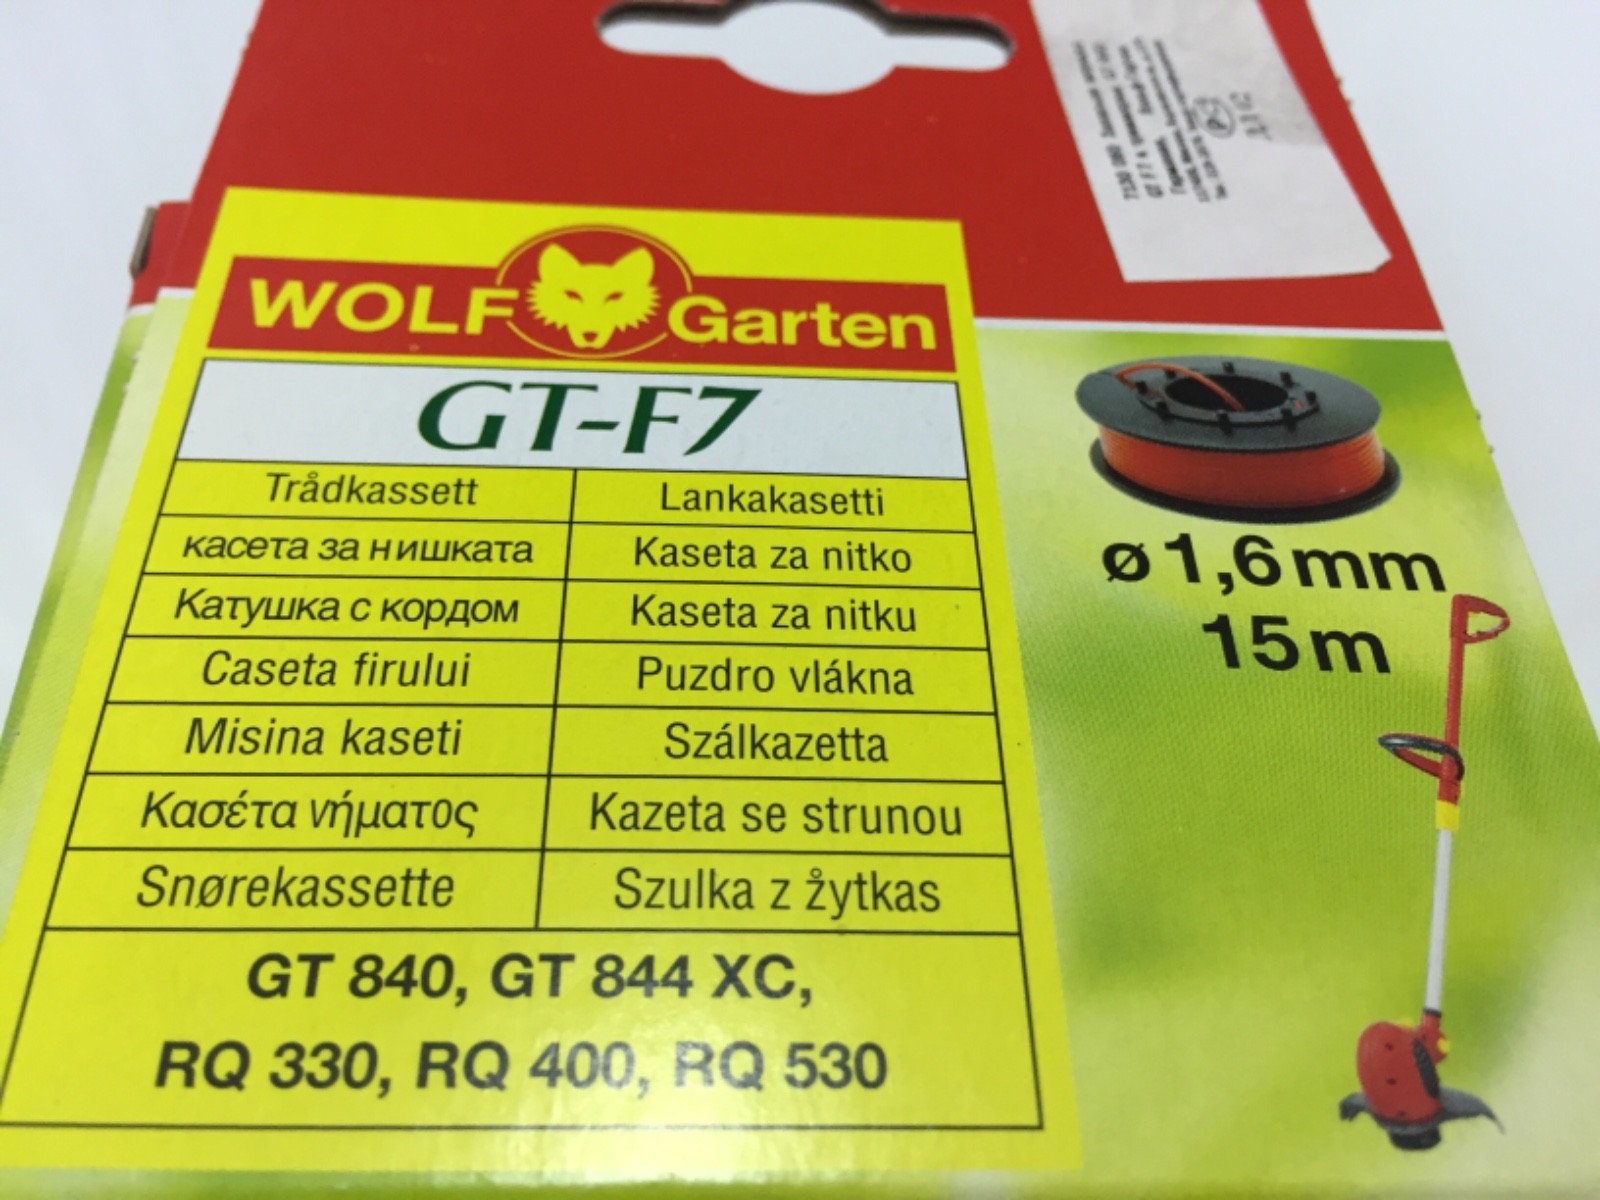 WOLF Garten
GT-F7
Trådkassett Lankakasetti
касета за нишката Kaseta za nitko
Катушка с кордом Kaseta za nitku
Caseta firului Puzdro vlákna
Misina kaseti Szálkazetta
Κασέτα νήματος Kazeta se strunou
Snørekassette Szulka z żytkas
GT 840, GT 844 XC,
RQ 330, RQ 400, RQ 530
ø 1,6 mm
15 m